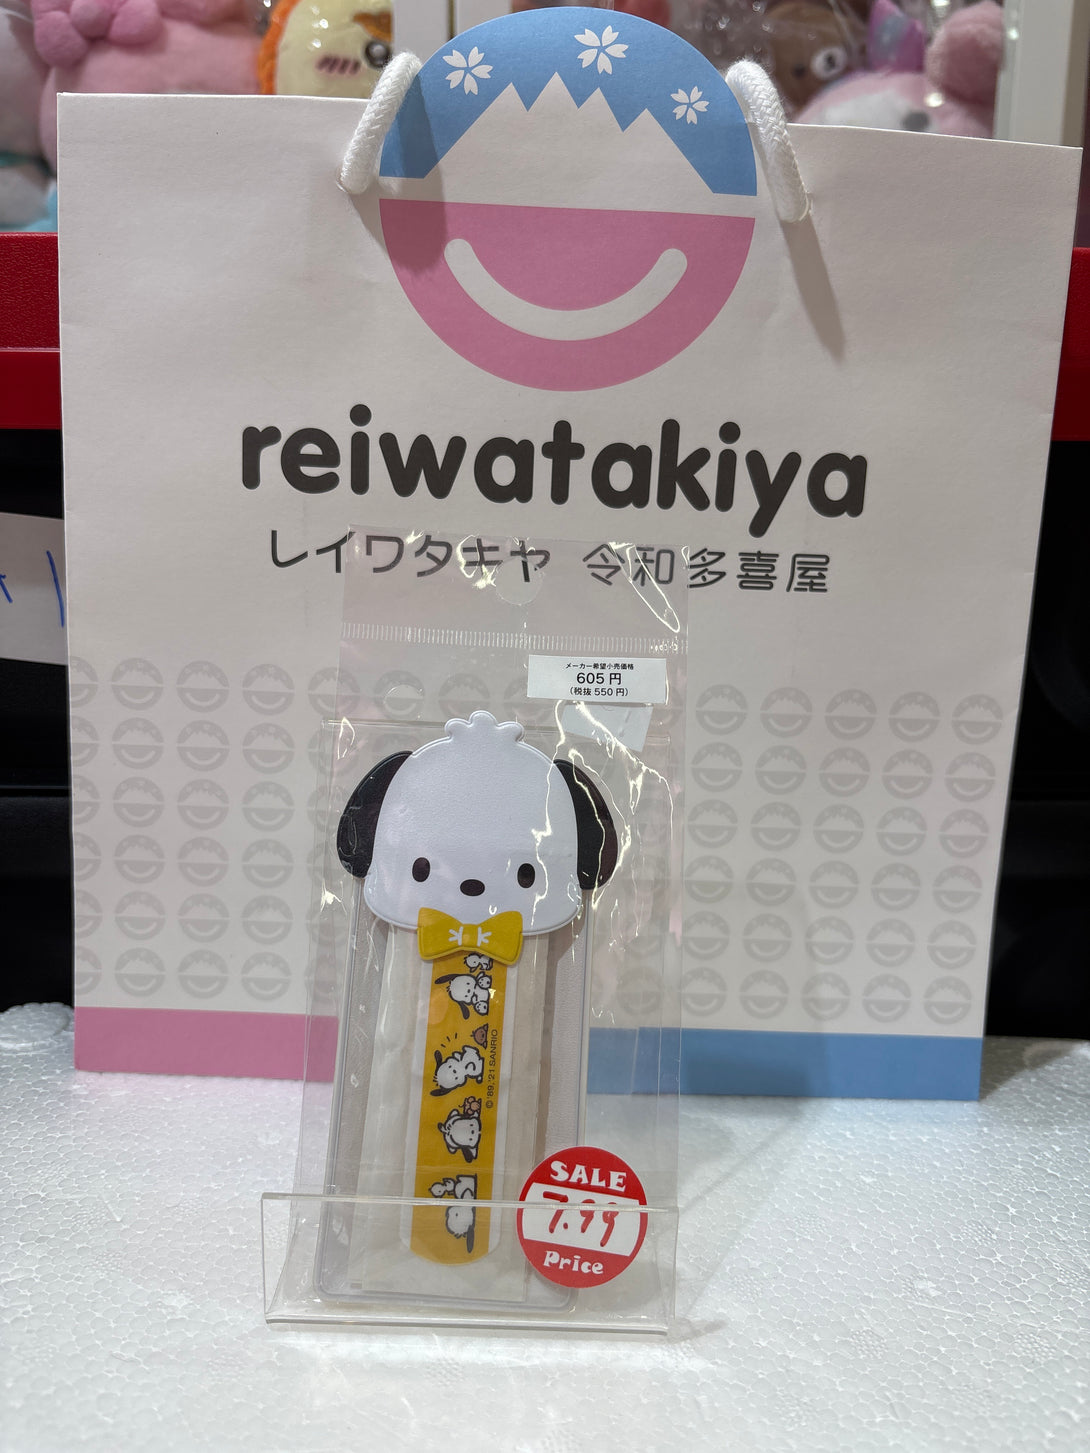 reiwatakiya
レイワタキヤ 令和多喜屋
メーカー希望小売価格
605円
(税抜 550円)
© '89, '21 SANRIO
SALE
7.99
Price